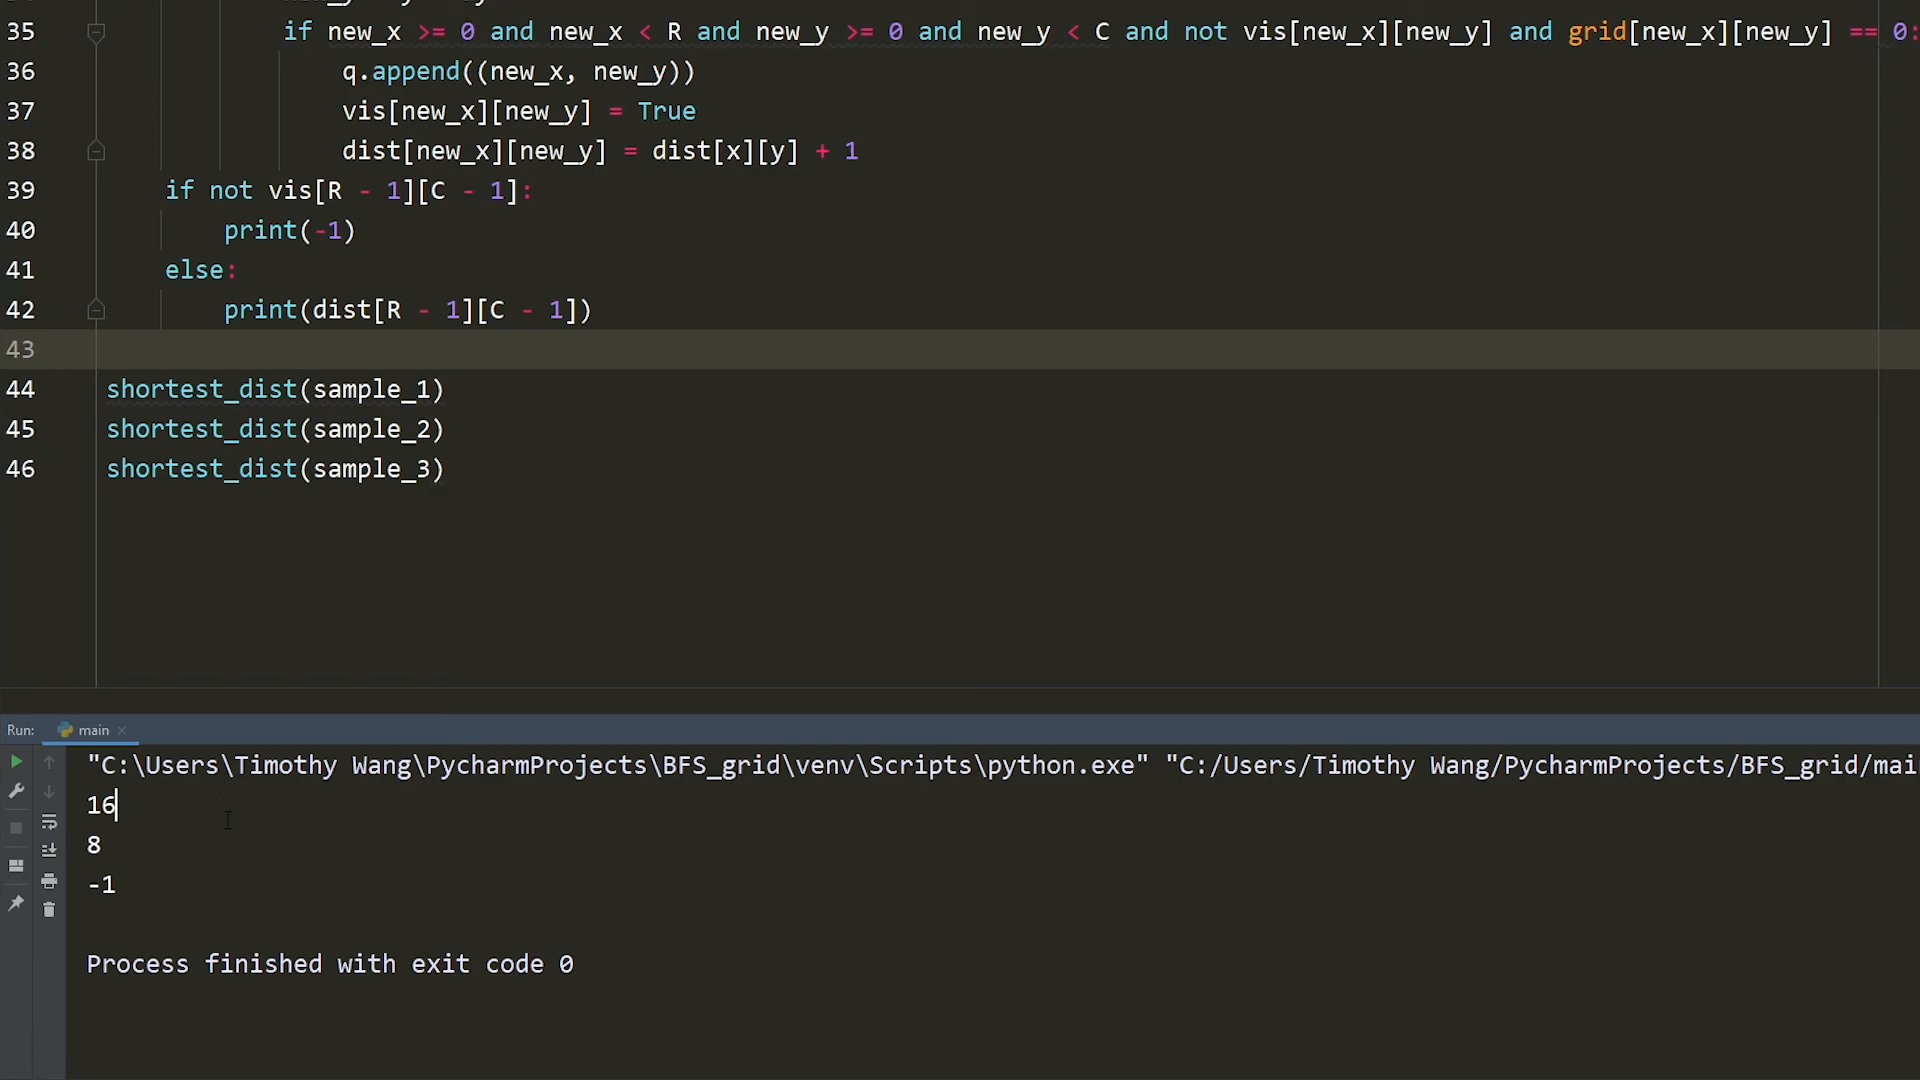 35 if new_x >= 0 and new_x < R and new_y >= 0 and new_y < C and not vis[new_x][new_y] and grid[new_x][new_y] == 0:
36 q.append((new_x, new_y))
37 vis[new_x][new_y] = True
38 dist[new_x][new_y] = dist[x][y] + 1
39 if not vis[R - 1][C - 1]:
40 print(-1)
41 else:
42 print(dist[R - 1][C - 1])
43
44 shortest_dist(sample_1)
45 shortest_dist(sample_2)
46 shortest_dist(sample_3)
Run: main
"C:\Users\Timothy Wang\PycharmProjects\BFS_grid\venv\Scripts\python.exe" "C:/Users/Timothy Wang/PycharmProjects/BFS_grid/mai
16
8
-1
Process finished with exit code 0